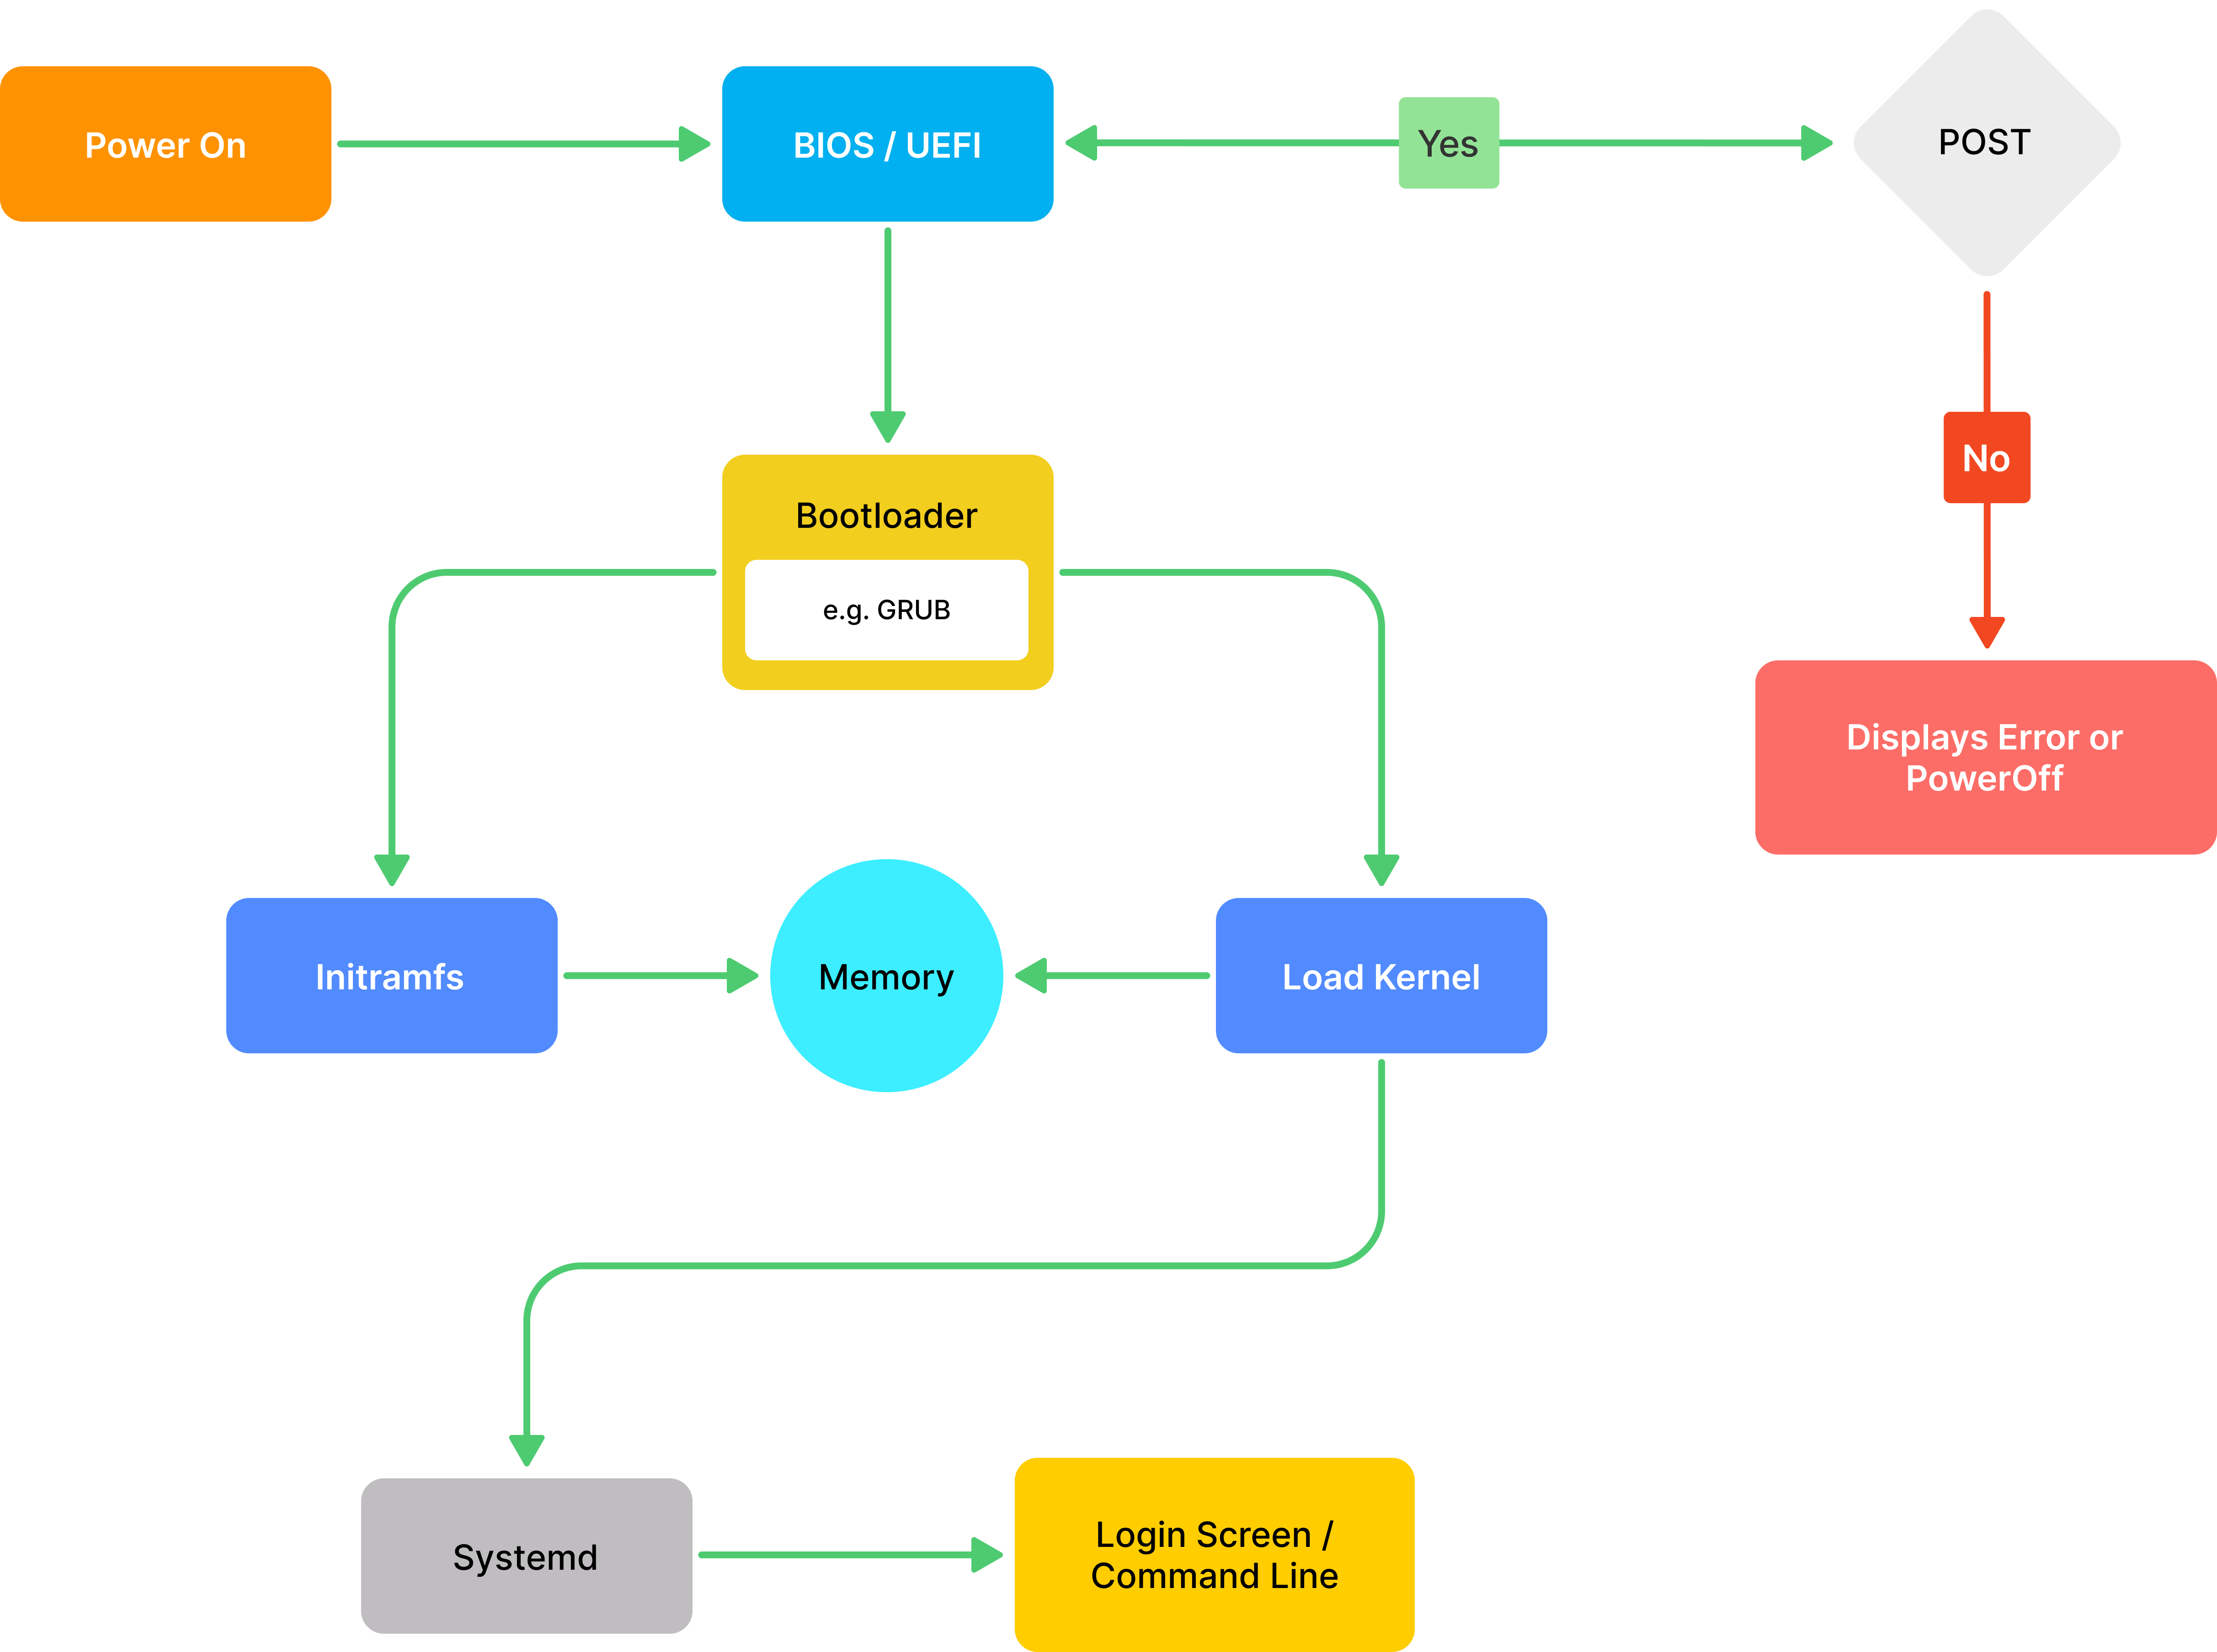 Power On
BIOS / UEFI
Yes
POST
No
Bootloader
e.g. GRUB
Displays Error or
PowerOff
Initramfs
Memory
Load Kernel
Systemd
Login Screen /
Command Line